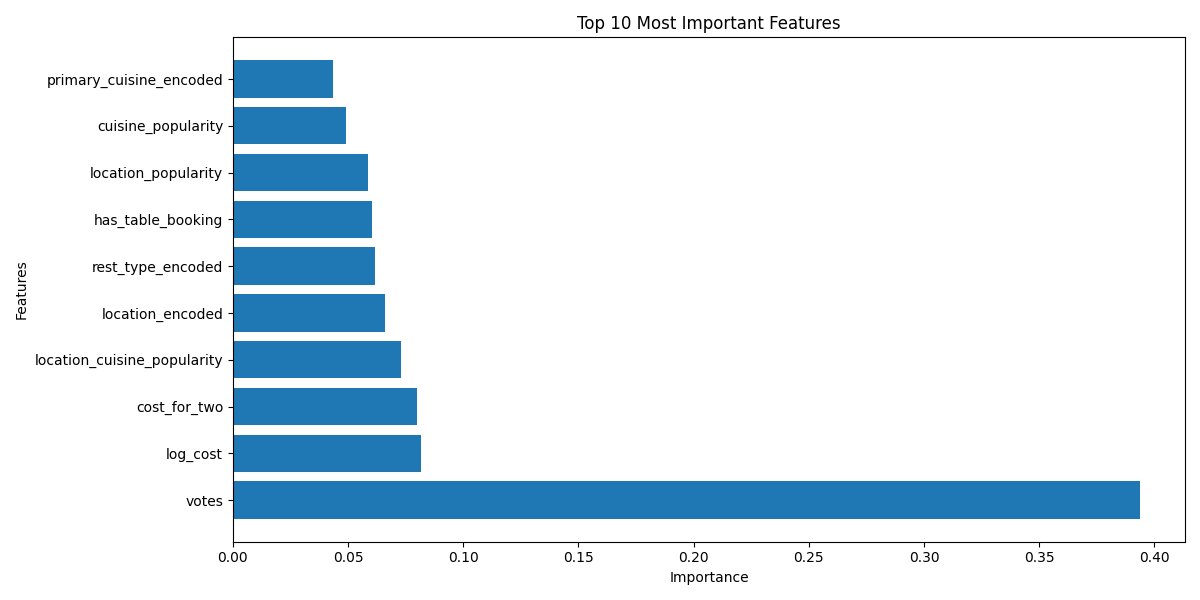 Top 10 Most Important Features
primary_cuisine_encoded
cuisine_popularity
location_popularity
has_table_booking
rest_type_encoded
location_encoded
location_cuisine_popularity
cost_for_two
log_cost
votes
Features
0.00 0.05 0.10 0.15 0.20 0.25 0.30 0.35 0.40
Importance